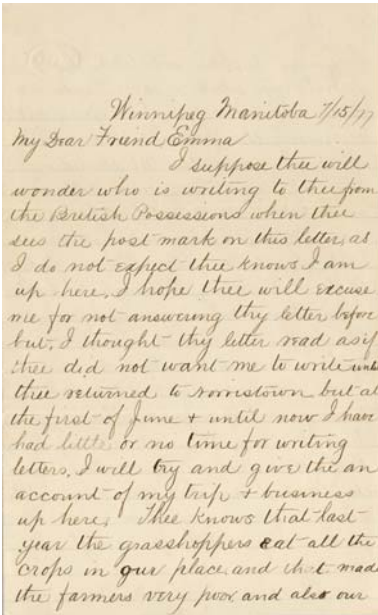 Winnipeg Manitoba 7/15/77
My Dear Friend Emma
I suppose thee will
wonder who is writing to thee from
the British Possessions when thee
sees the post mark on this letter, as
I do not expect thee knows I am
up here, I hope thee will excuse
me for not answering thy letter before
but, I thought thy letter read as if
thee did not want me to write until
thee returned to Norristown but at
the first of June + until now I have
had little or no time for writing
letters, I will try and give the an
account of my trip + business
up here, Thee knows that last
year the grasshoppers eat all the
crops in our place and that made
the farmers very poor and also our